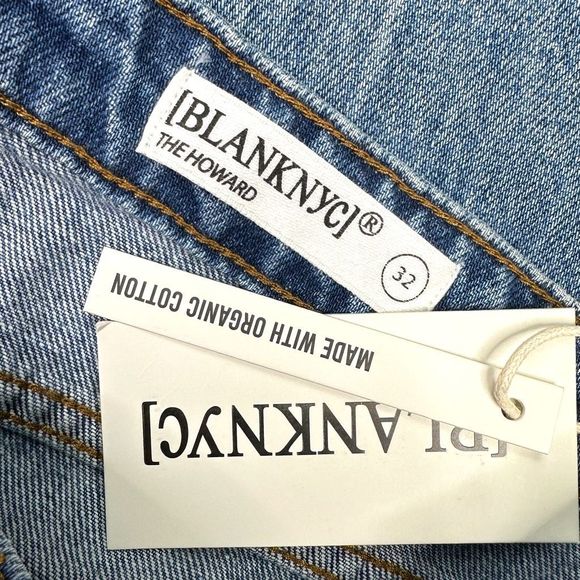 [BLANKNYC]®
THE HOWARD
32
MADE WITH ORGANIC COTTON
[BLANKNYC]